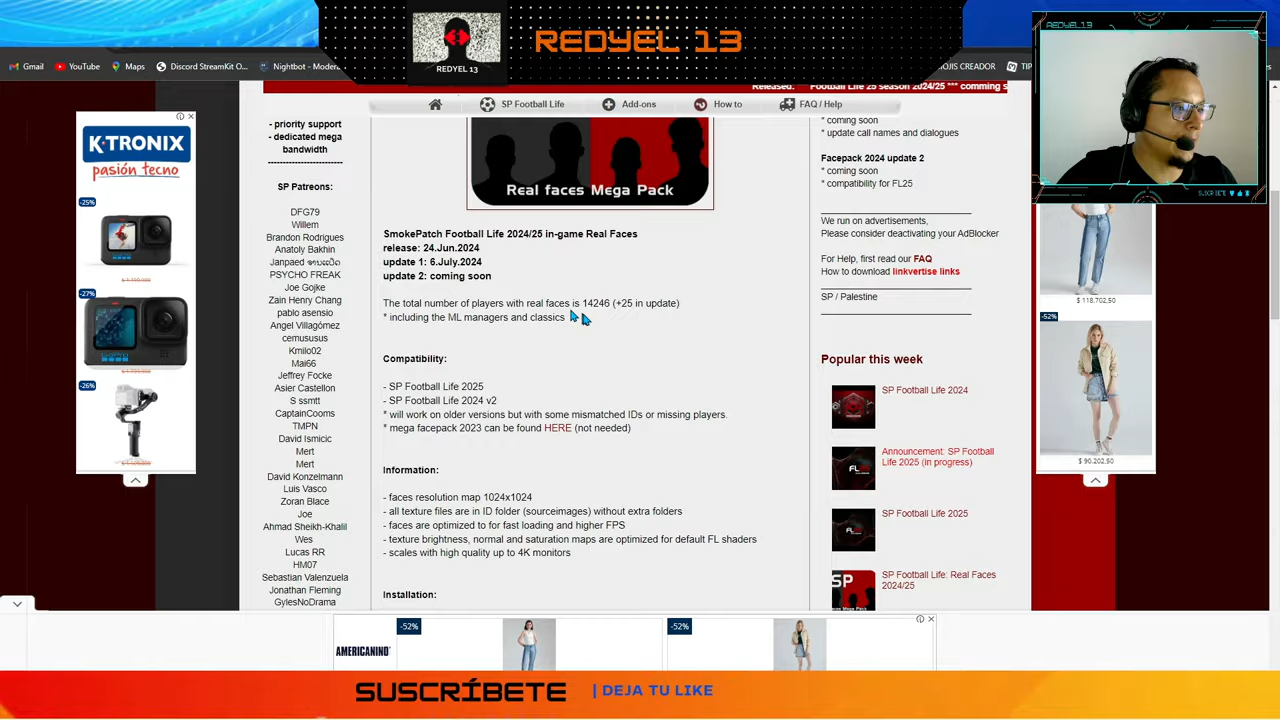 REDYEL 13
REDYEL 13
REDYEL13
Gmail
YouTube
Maps
Discord StreamKit O...
Nightbot - Modern
MOJIS CREADOR
TIP
Released: Football Life 25 season 2024/25 *** comming s
SP Football Life
Add-ons
How to
FAQ / Help
K-TRONIX
pasión tecno
-25%
-27%
-26%
- priority support
- dedicated mega
bandwidth
------------------------
SP Patreons:
DFG79
Willem
Brandon Rodrigues
Anatoly Bakhin
PSYCHO FREAK
Joe Gojke
Zain Henry Chang
pablo asensio
Angel Villagómez
cemususus
Kmilo02
Mai66
Jeffrey Focke
Asier Castellon
S ssmtt
CaptainCooms
TMPN
David Ismicic
Mert
Mert
David Konzelmann
Luis Vasco
Zoran Blace
Joe
Ahmad Sheikh-Khalil
Wes
Lucas RR
HM07
Sebastian Valenzuela
Jonathan Fleming
GylesNoDrama
Real faces Mega Pack
SmokePatch Football Life 2024/25 in-game Real Faces
release: 24.Jun.2024
update 1: 6.July.2024
update 2: coming soon
The total number of players with real faces is 14246 (+25 in update)
* including the ML managers and classics
Compatibility:
- SP Football Life 2025
- SP Football Life 2024 v2
* will work on older versions but with some mismatched IDs or missing players.
* mega facepack 2023 can be found HERE (not needed)
Information:
- faces resolution map 1024x1024
- all texture files are in ID folder (sourceimages) without extra folders
- faces are optimized to for fast loading and higher FPS
- texture brightness, normal and saturation maps are optimized for default FL shaders
- scales with high quality up to 4K monitors
Installation:
* coming soon
* update call names and dialogues
Facepack 2024 update 2
* coming soon
* compatibility for FL25
We run on advertisements,
Please consider deactivating your AdBlocker
For Help, first read our FAQ
How to download linkvertise links
SP / Palestine
Popular this week
SP Football Life 2024
Announcement: SP Football
Life 2025 (in progress)
SP Football Life 2025
SP Football Life: Real Faces
2024/25
SUSCRIBETE
$ 118.702,50
-52%
$ 90.202,50
AMERICANINO
-52%
-52%
SUSCRÍBETE | DEJA TU LIKE